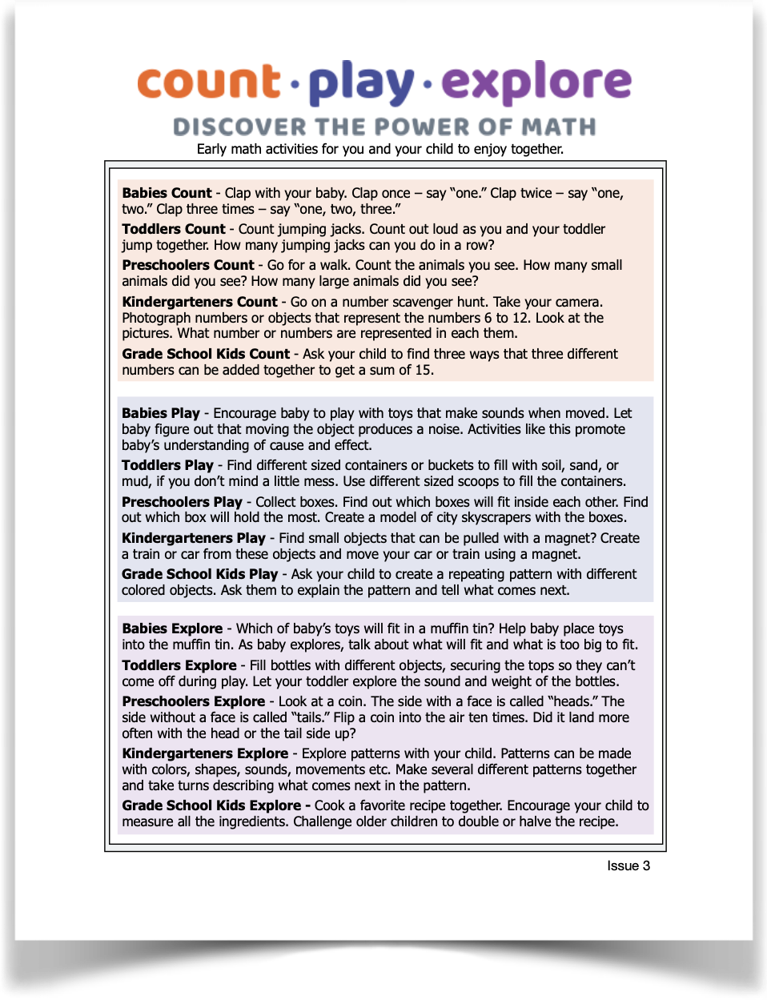 count · play · explore
DISCOVER THE POWER OF MATH
Early math activities for you and your child to enjoy together.
Babies Count - Clap with your baby. Clap once – say “one.” Clap twice – say “one,
two.” Clap three times – say “one, two, three.”
Toddlers Count - Count jumping jacks. Count out loud as you and your toddler
jump together. How many jumping jacks can you do in a row?
Preschoolers Count - Go for a walk. Count the animals you see. How many small
animals did you see? How many large animals did you see?
Kindergarteners Count - Go on a number scavenger hunt. Take your camera.
Photograph numbers or objects that represent the numbers 6 to 12. Look at the
pictures. What number or numbers are represented in each them.
Grade School Kids Count - Ask your child to find three ways that three different
numbers can be added together to get a sum of 15.
Babies Play - Encourage baby to play with toys that make sounds when moved. Let
baby figure out that moving the object produces a noise. Activities like this promote
baby’s understanding of cause and effect.
Toddlers Play - Find different sized containers or buckets to fill with soil, sand, or
mud, if you don’t mind a little mess. Use different sized scoops to fill the containers.
Preschoolers Play - Collect boxes. Find out which boxes will fit inside each other. Find
out which box will hold the most. Create a model of city skyscrapers with the boxes.
Kindergarteners Play - Find small objects that can be pulled with a magnet? Create
a train or car from these objects and move your car or train using a magnet.
Grade School Kids Play - Ask your child to create a repeating pattern with different
colored objects. Ask them to explain the pattern and tell what comes next.
Babies Explore - Which of baby’s toys will fit in a muffin tin? Help baby place toys
into the muffin tin. As baby explores, talk about what will fit and what is too big to fit.
Toddlers Explore - Fill bottles with different objects, securing the tops so they can’t
come off during play. Let your toddler explore the sound and weight of the bottles.
Preschoolers Explore - Look at a coin. The side with a face is called “heads.” The
side without a face is called “tails.” Flip a coin into the air ten times. Did it land more
often with the head or the tail side up?
Kindergarteners Explore - Explore patterns with your child. Patterns can be made
with colors, shapes, sounds, movements etc. Make several different patterns together
and take turns describing what comes next in the pattern.
Grade School Kids Explore - Cook a favorite recipe together. Encourage your child to
measure all the ingredients. Challenge older children to double or halve the recipe.
Issue 3